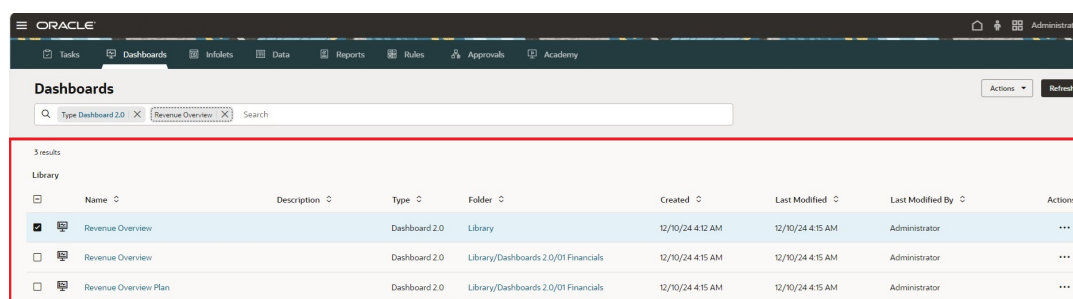 ORACLE
Administrat
Tasks Dashboards Infolets Data Reports Rules Approvals Academy
Dashboards
Actions Refresh
Type Dashboard 2.0 Revenue Overview Search
3 results
Library
Name Description Type Folder Created Last Modified Last Modified By Actions
Revenue Overview Dashboard 2.0 Library 12/10/24 4:12 AM 12/10/24 4:15 AM Administrator
Revenue Overview Dashboard 2.0 Library/Dashboards 2.0/01 Financials 12/10/24 4:15 AM 12/10/24 4:15 AM Administrator
Revenue Overview Plan Dashboard 2.0 Library/Dashboards 2.0/01 Financials 12/10/24 4:15 AM 12/10/24 4:15 AM Administrator